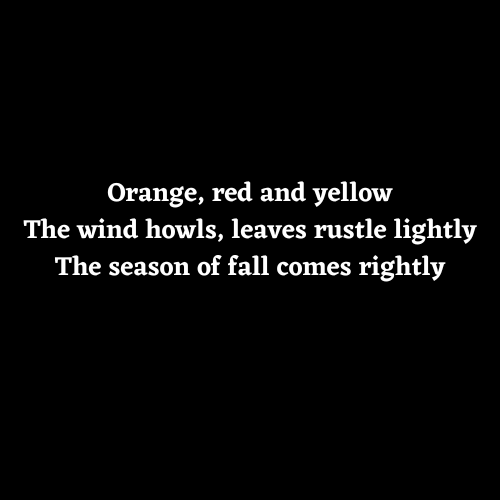 Orange, red and yellow
The wind howls, leaves rustle lightly
The season of fall comes rightly